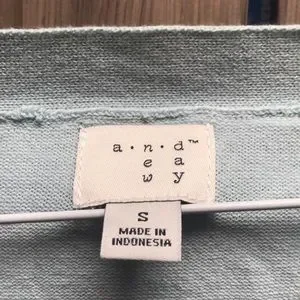 a · n · d™
e a
w y
S
MADE IN
INDONESIA